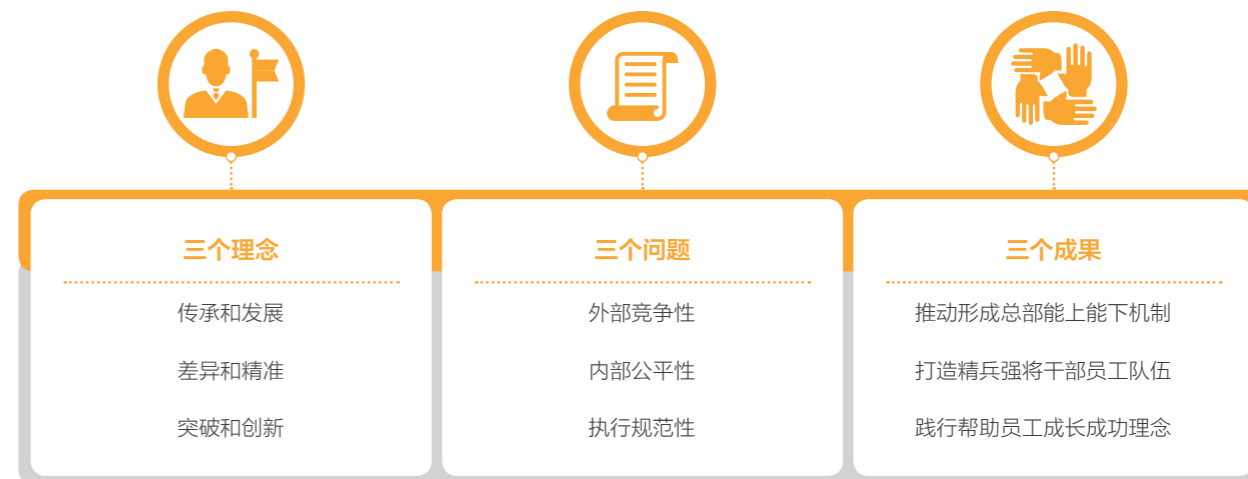 三个理念
传承和发展
差异和精准
突破和创新
三个问题
外部竞争性
内部公平性
执行规范性
三个成果
推动形成总部能上能下机制
打造精兵强将干部员工队伍
践行帮助员工成长成功理念